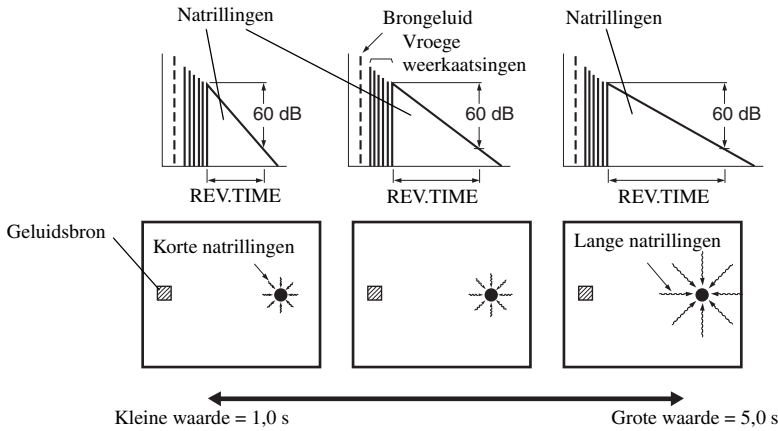 Natrillingen
Brongeluid
Vroege
weerkaatsingen
Natrillingen
60 dB
60 dB
60 dB
REV.TIME
REV.TIME
REV.TIME
Geluidsbron
Korte natrillingen
Lange natrillingen
Kleine waarde = 1,0 s
Grote waarde = 5,0 s